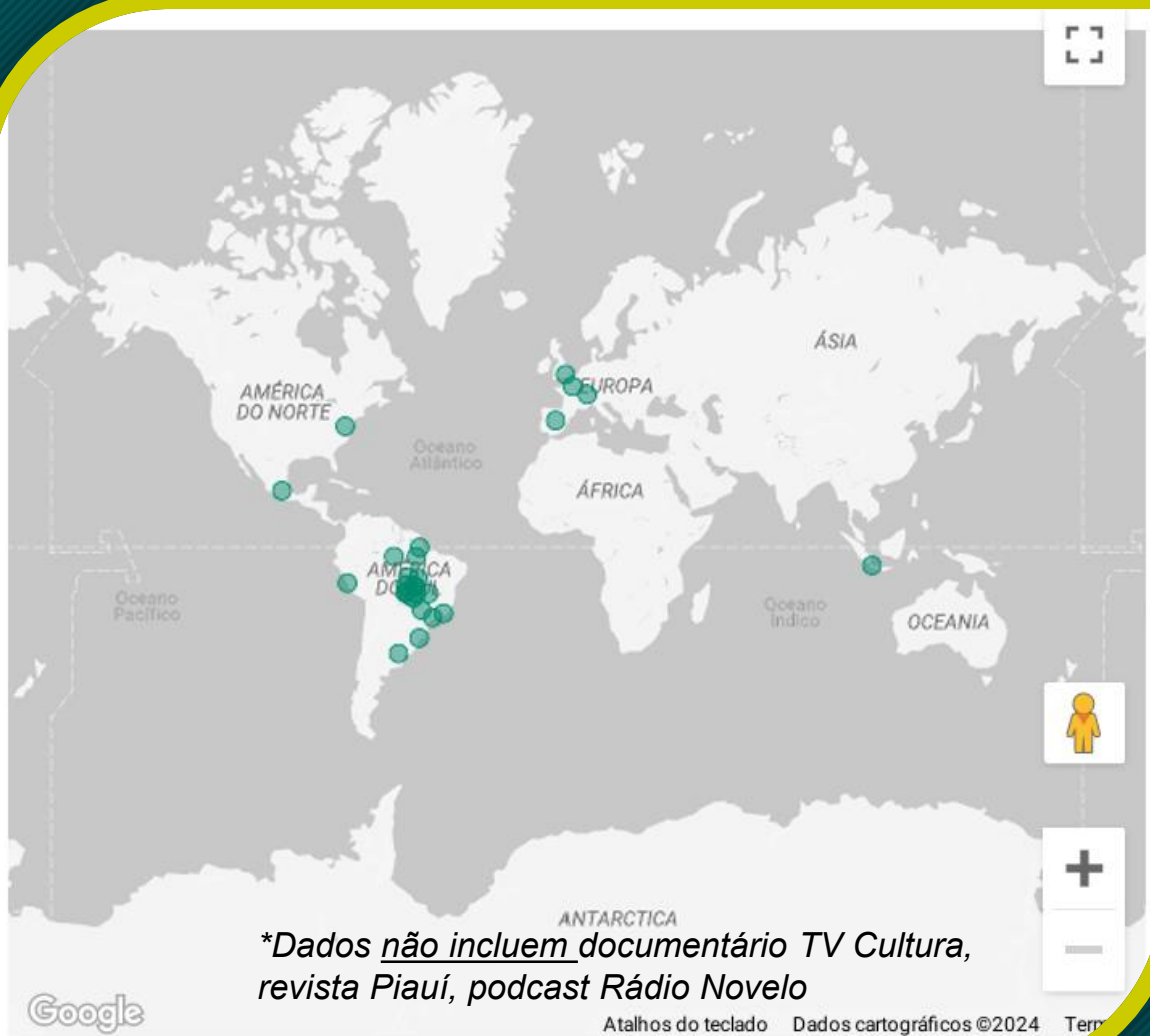 ÁSIA
EUROPA
AMÉRICA
DO NORTE
Oceano
Atlântico
ÁFRICA
AMÉRICA
DO SUL
Oceano
Pacífico
Oceano
Índico
OCEANIA
ANTARCTICA
*Dados não incluem documentário TV Cultura,
revista Piauí, podcast Rádio Novelo
Google
Atalhos do teclado Dados cartográficos ©2024